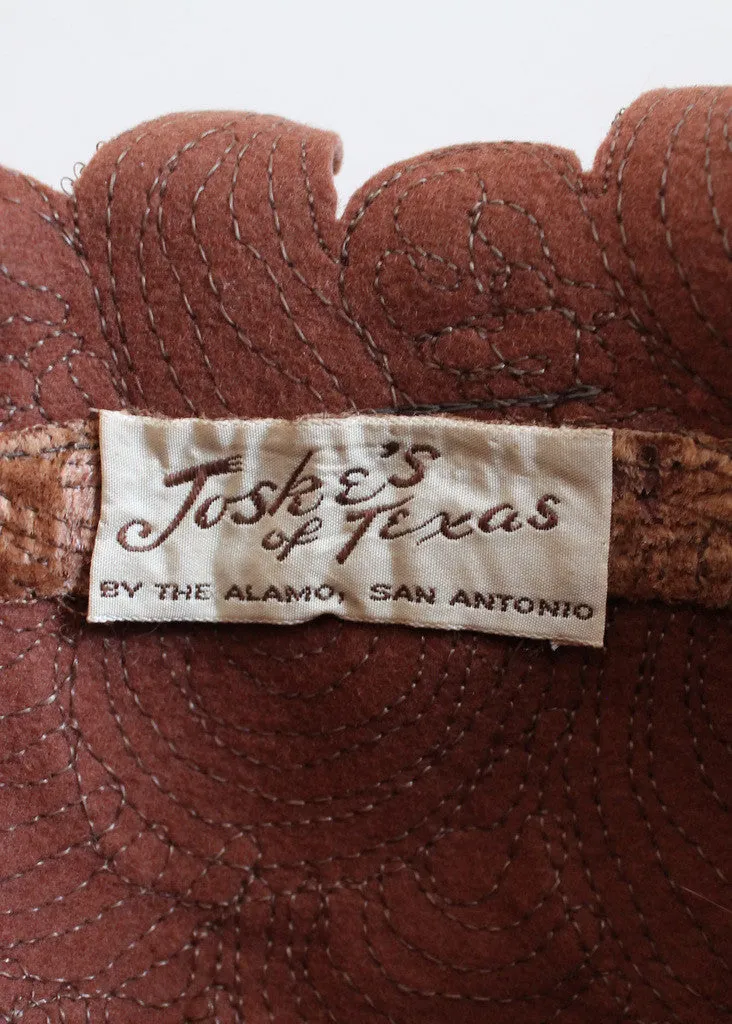 Joske's
of Texas
BY THE ALAMO, SAN ANTONIO